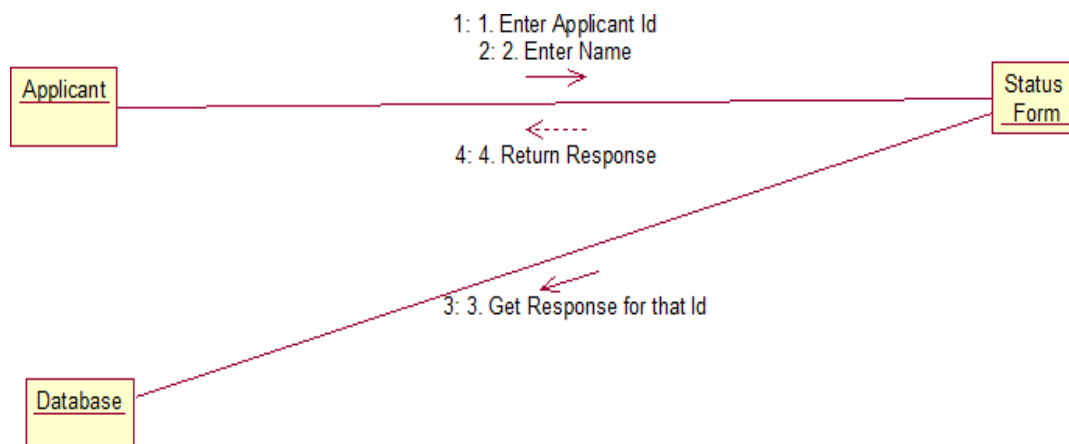 1: 1. Enter Applicant Id
2: 2. Enter Name
Applicant
Status
Form
4: 4. Return Response
3: 3. Get Response for that Id
Database